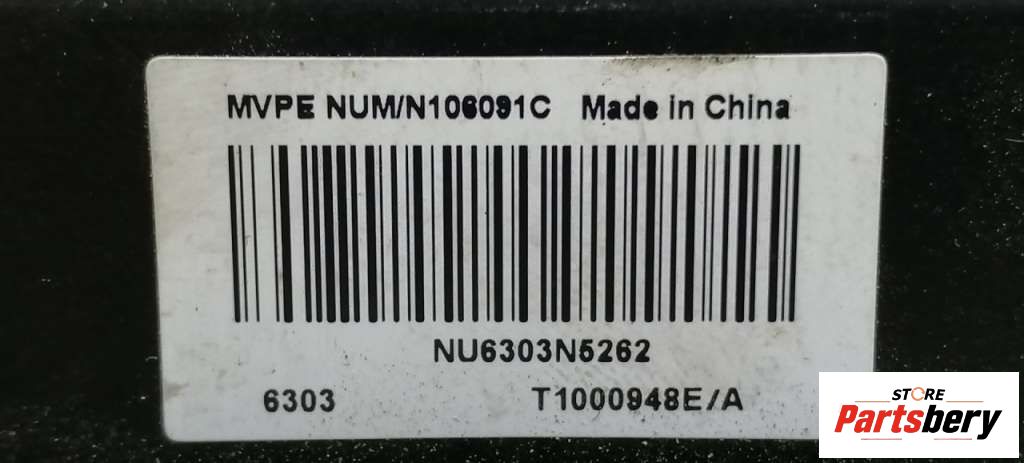 MVPE NUM/N106091C Made in China
NU6303N5262
6303 T1000948E/A
STORE
Partsbery